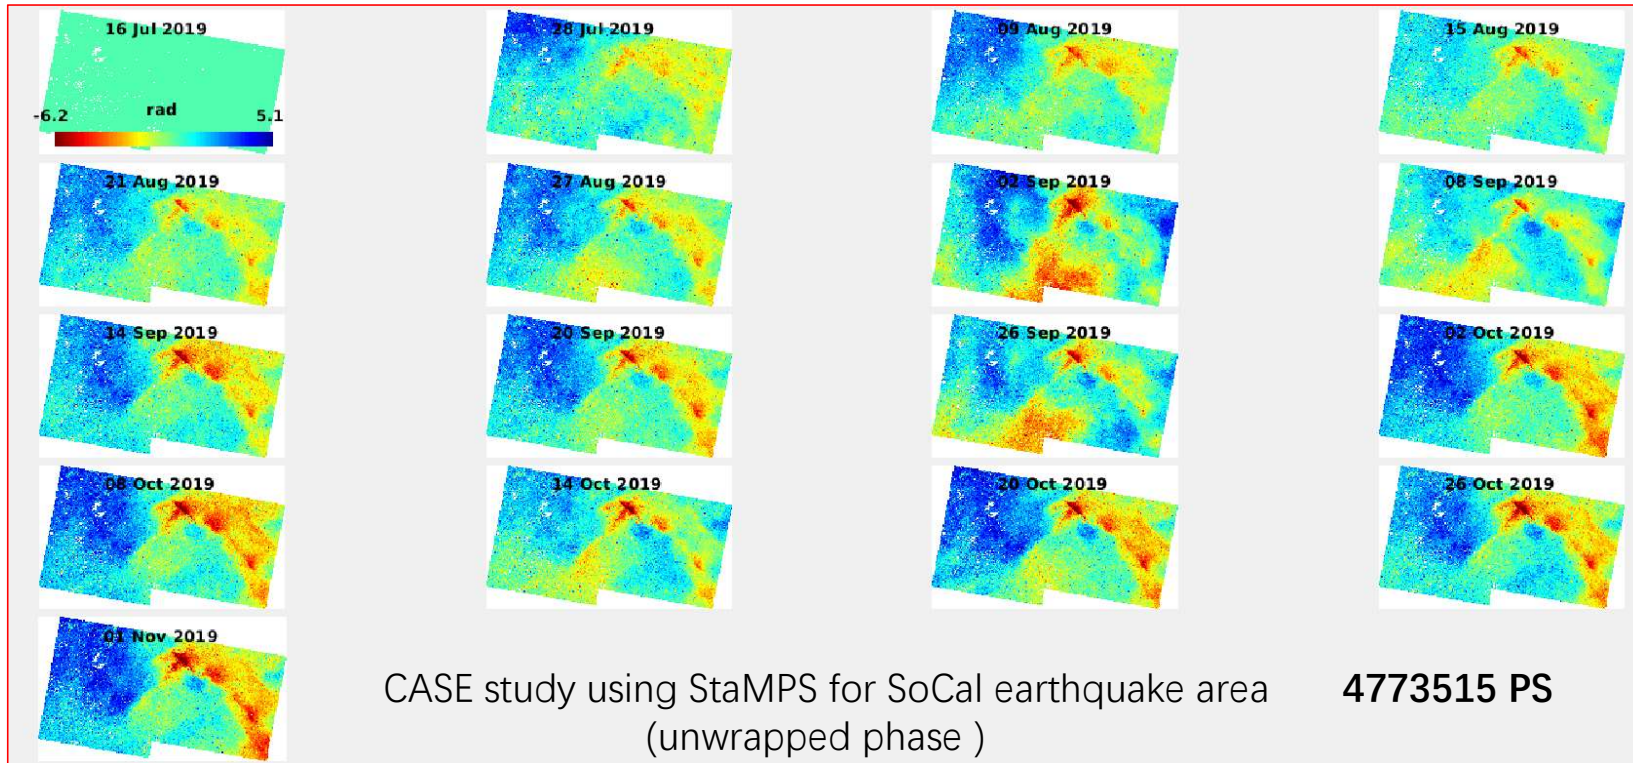 16 Jul 2019
28 Jul 2019
09 Aug 2019
15 Aug 2019
rad
-6.2
5.1
21 Aug 2019
27 Aug 2019
02 Sep 2019
08 Sep 2019
14 Sep 2019
20 Sep 2019
26 Sep 2019
02 Oct 2019
08 Oct 2019
14 Oct 2019
20 Oct 2019
26 Oct 2019
01 Nov 2019
CASE study using StaMPS for SoCal earthquake area
4773515 PS
(unwrapped phase )